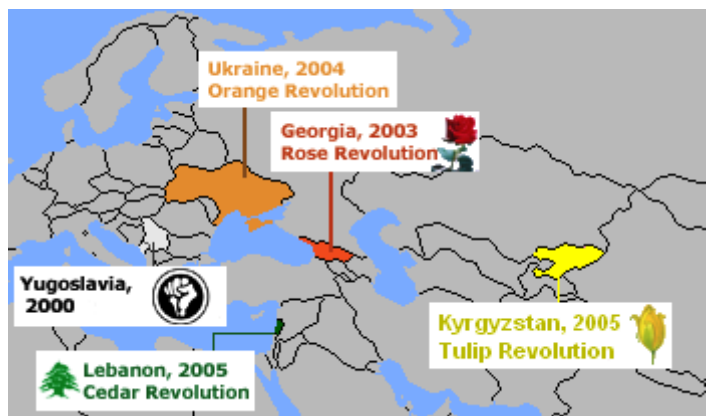 Ukraine, 2004
Orange Revolution
Georgia, 2003
Rose Revolution
Yugoslavia,
2000
Kyrgyzstan, 2005
Tulip Revolution
Lebanon, 2005
Cedar Revolution